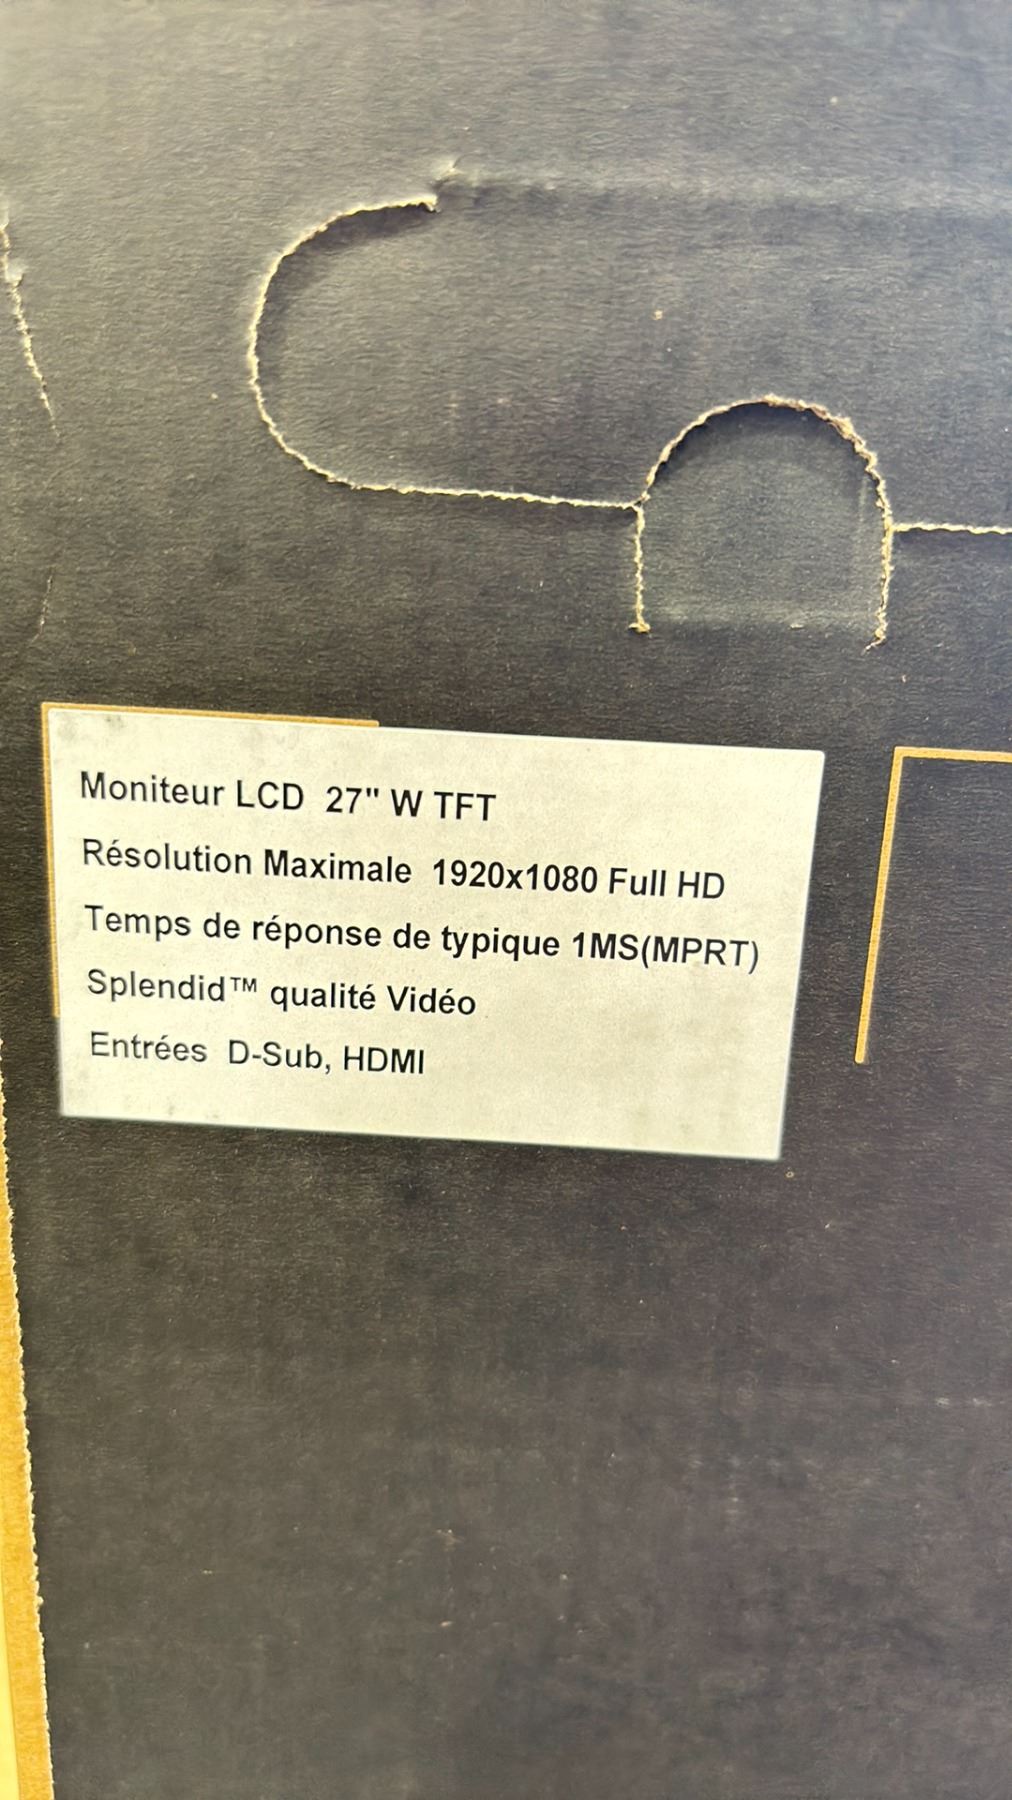 Moniteur LCD 27" W TFT
Résolution Maximale 1920x1080 Full HD
Temps de réponse de typique 1MS(MPRT)
Splendid™ qualité Vidéo
Entrées D-Sub, HDMI